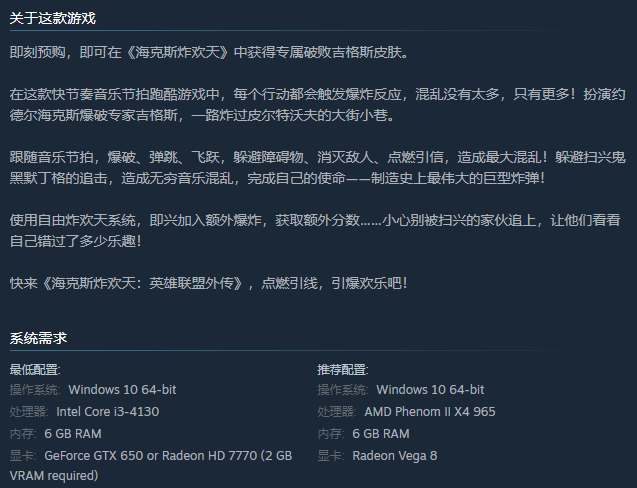 关于这款游戏
即刻预购，即可在《海克斯炸欢天》中获得专属破败吉格斯皮肤。
在这款快节奏音乐节拍跑酷游戏中，每个行动都会触发爆炸反应，混乱没有太多，只有更多！扮演约
德尔海克斯爆破专家吉格斯，一路炸过皮尔特沃夫的大街小巷。
跟随音乐节拍，爆破、弹跳、飞跃，躲避障碍物、消灭敌人、点燃引信，造成最大混乱！躲避扫兴鬼
黑默丁格的追击，造成无穷音乐混乱，完成自己的使命——制造史上最伟大的巨型炸弹！
使用自由炸欢天系统，即兴加入额外爆炸，获取额外分数……小心别被扫兴的家伙追上，让他们看看
自己错过了多少乐趣！
快来《海克斯炸欢天：英雄联盟外传》，点燃引线，引爆欢乐吧！
系统需求
最低配置:
操作系统: Windows 10 64-bit
处理器: Intel Core i3-4130
内存: 6 GB RAM
显卡: GeForce GTX 650 or Radeon HD 7770 (2 GB
VRAM required)
推荐配置:
操作系统: Windows 10 64-bit
处理器: AMD Phenom II X4 965
内存: 6 GB RAM
显卡: Radeon Vega 8